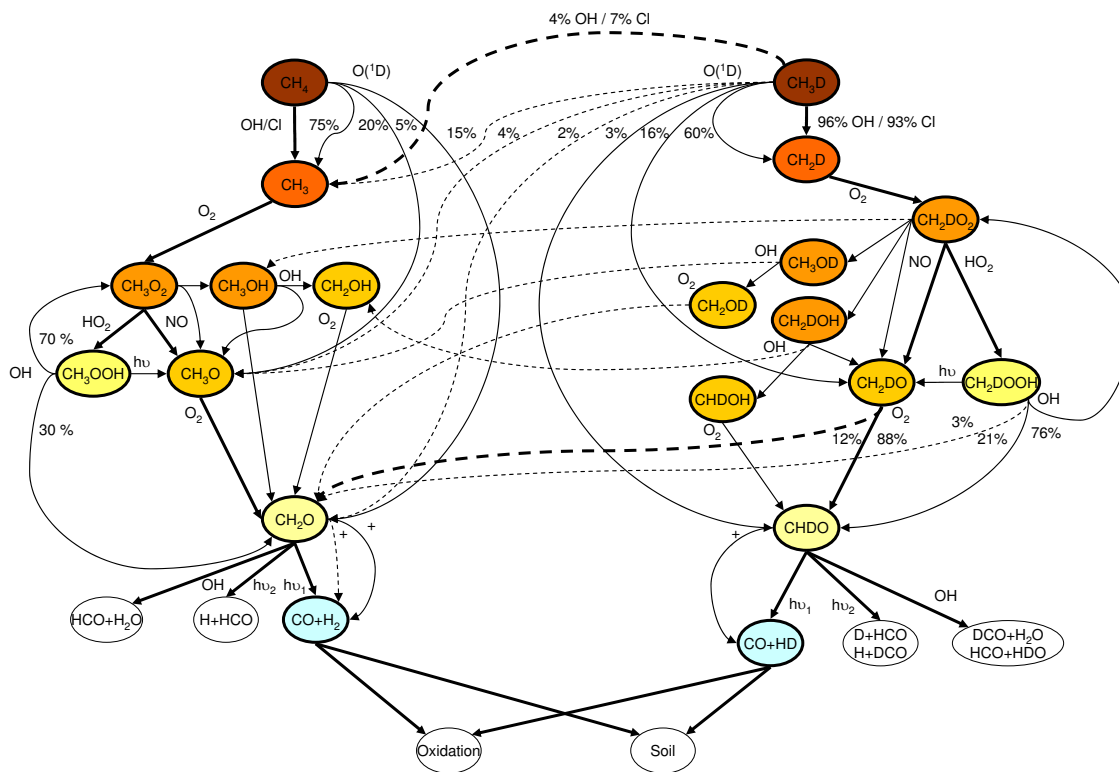 4% OH / 7% Cl
CH4
O(1D)
O(1D)
CH3D
OH/Cl
75%
20%
5%
15%
4%
2%
3%
16%
60%
96% OH / 93% Cl
CH3
CH2D
O2
O2
CH2DO2
CH3O2
CH3OH
OH
CH2OH
OH
CH3OD
NO
HO2
O2
CH2OD
CH2DOH
HO2
NO
O2
70 %
OH
OH
CH3OOH
hυ
CH3O
CHDOH
CH2DO
hυ
CH2DOOH
OH
O2
O2
O2
30 %
12%
88%
3%
21%
76%
CH2O
CHDO
+
+
+
OH
hυ2
hυ1
hυ1
hυ2
OH
HCO+H2O
H+HCO
CO+H2
CO+HD
D+HCO
H+DCO
DCO+H2O
HCO+HDO
Oxidation
Soil